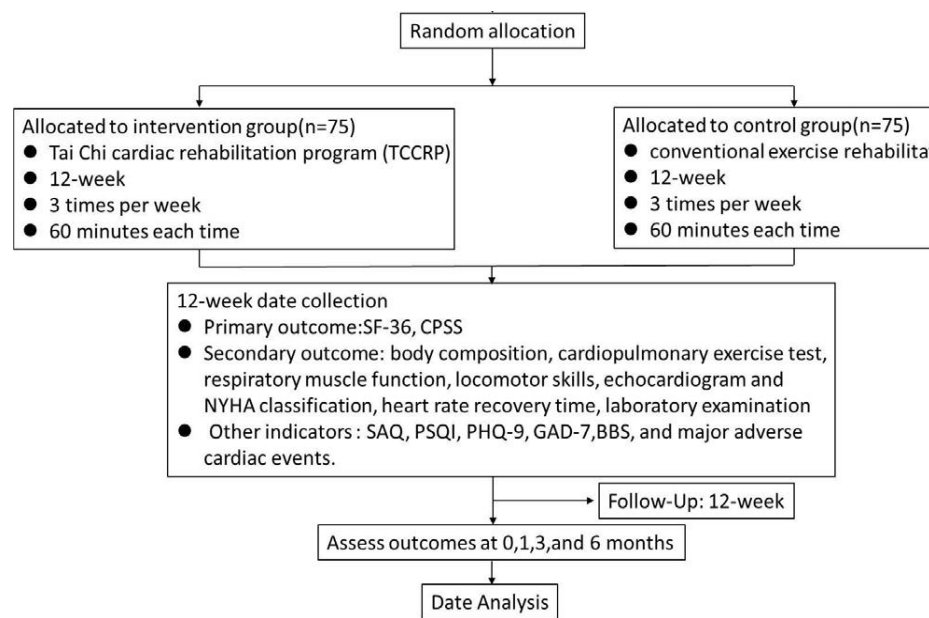 Random allocation
Allocated to intervention group(n=75)
● Tai Chi cardiac rehabilitation program (TCCRP)
● 12-week
● 3 times per week
● 60 minutes each time
Allocated to control group(n=75)
● conventional exercise rehabilitat
● 12-week
● 3 times per week
● 60 minutes each time
12-week date collection
● Primary outcome:SF-36, CPSS
● Secondary outcome: body composition, cardiopulmonary exercise test,
respiratory muscle function, locomotor skills, echocardiogram and
NYHA classification, heart rate recovery time, laboratory examination
● Other indicators : SAQ, PSQI, PHQ-9, GAD-7,BBS, and major adverse
cardiac events.
Follow-Up: 12-week
Assess outcomes at 0,1,3,and 6 months
Date Analysis